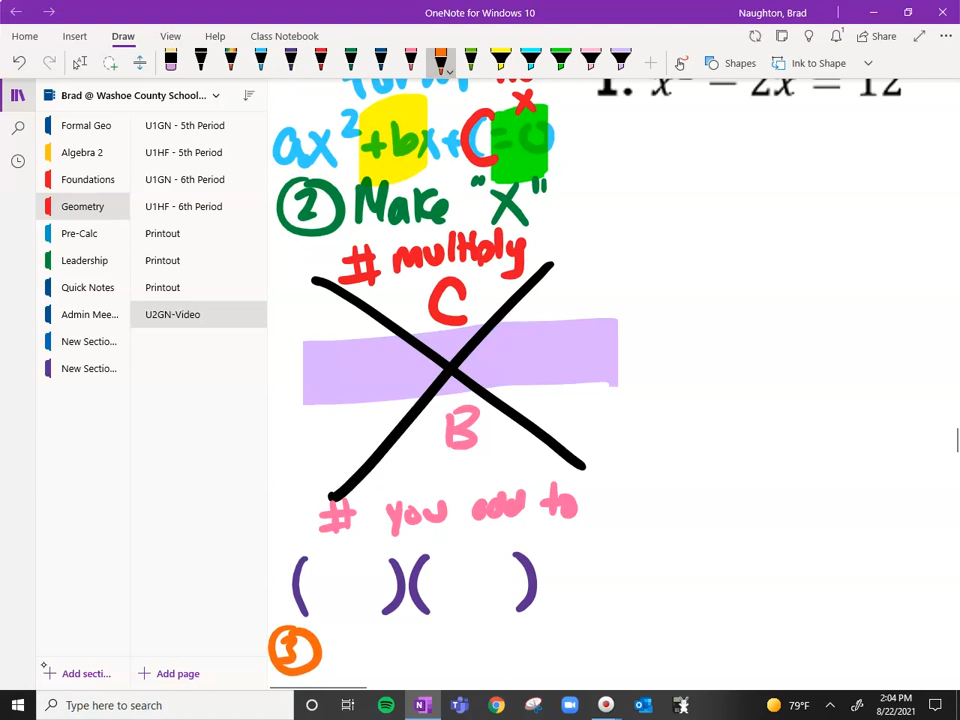 OneNote for Windows 10
Naughton, Brad
Home Insert Draw View Help Class Notebook
Share
Shapes
Ink to Shape
Brad @ Washoe County School...
Formal Geo
Algebra 2
Foundations
Geometry
Pre-Calc
Leadership
Quick Notes
Admin Mee...
New Sectio...
New Sectio...
U1GN - 5th Period
U1HF - 5th Period
U1GN - 6th Period
U1HF - 6th Period
Printout
Printout
Printout
U2GN-Video
x
ax² + bx + C = 0
② Make "X"
# multiply
C
B
# you add to
( )( )
③
Add secti...
Add page
Type here to search
79°F
2:04 PM
8/22/2021